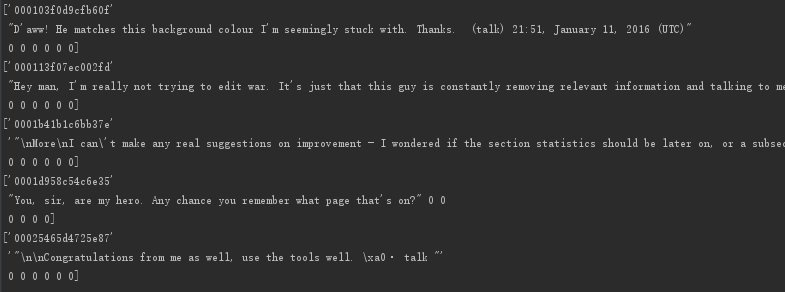 ['000103f0d9cfb60f'
"D'aww! He matches this background colour I'm seemingly stuck with. Thanks.  (talk) 21:51, January 11, 2016 (UTC)"
0 0 0 0 0 0]
['000113f07ec002fd'
"Hey man, I'm really not trying to edit war. It's just that this guy is constantly removing relevant information and talking to me
0 0 0 0 0 0]
['0001b41b1c6bb37e'
'"\nMore\nI can\'t make any real suggestions on improvement - I wondered if the section statistics should be later on, or a subsec
0 0 0 0 0 0]
['0001d958c54c6e35'
"You, sir, are my hero. Any chance you remember what page that's on?" 0 0
0 0 0 0]
['00025465d4725e87'
'"\n\nCongratulations from me as well, use the tools well. \xa0· talk "'
0 0 0 0 0 0]